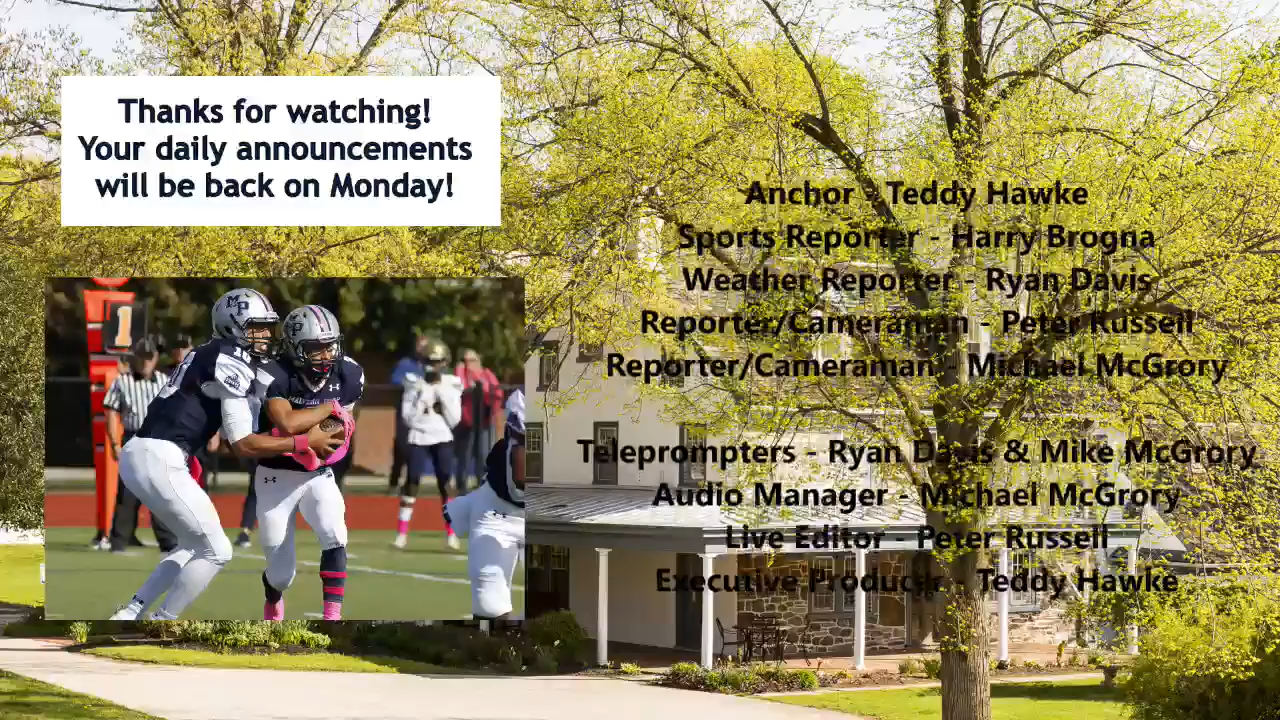 Thanks for watching!
Your daily announcements
will be back on Monday!
Anchor - Teddy Hawke
Sports Reporter - Harry Brogna
Weather Reporter - Ryan Davis
Reporter/Cameraman - Peter Russell
Reporter/Cameraman - Michael McGrory
Teleprompters - Ryan Davis & Mike McGrory
Audio Manager - Michael McGrory
Live Editor - Peter Russell
Executive Producer - Teddy Hawke
1
MP